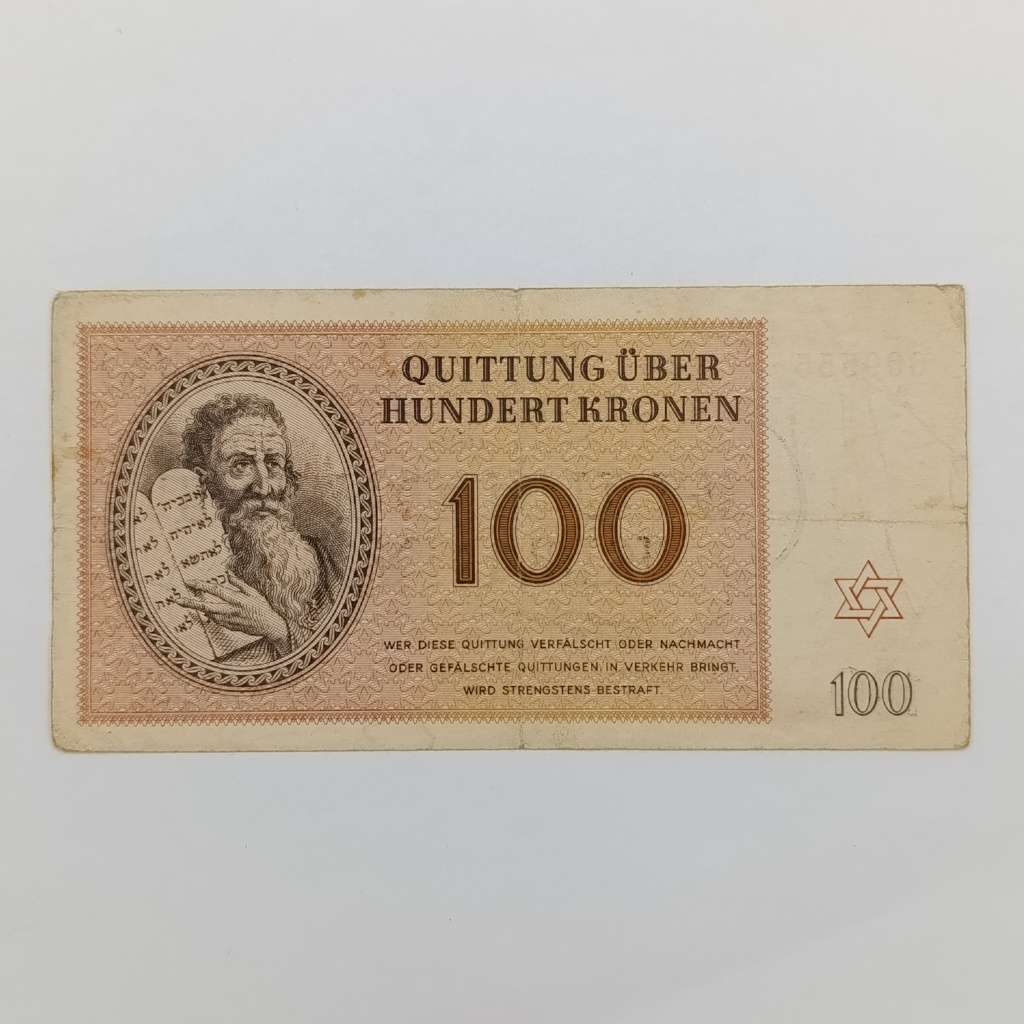 QUITTUNG ÜBER
HUNDERT KRONEN
100
WER DIESE QUITTUNG VERFÄLSCHT ODER NACHMACHT
ODER GEFÄLSCHTE QUITTUNGEN IN VERKEHR BRINGT,
WIRD STRENGSTENS BESTRAFT.
100